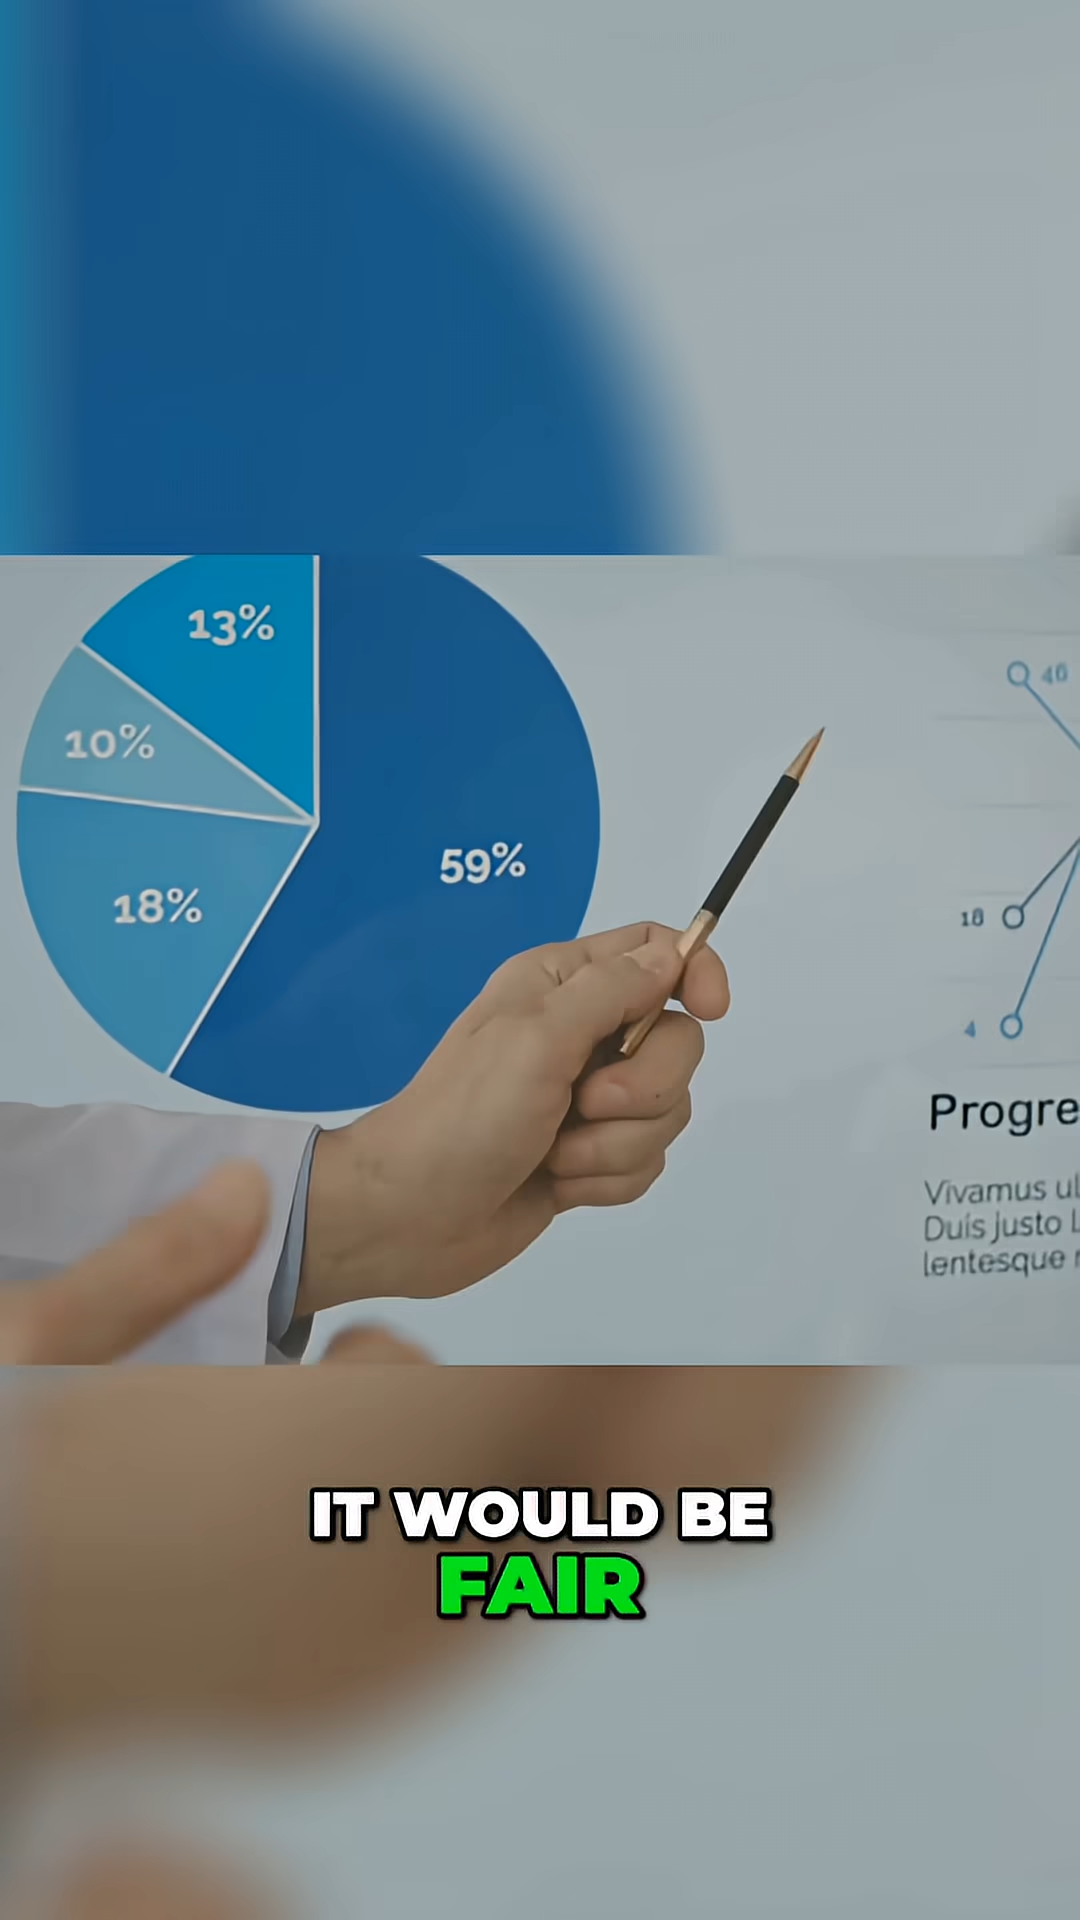 13%
10%
59%
18%
46
18
4
Progre
Vivamus ul
Duis justo
lentesque
IT WOULD BE
FAIR